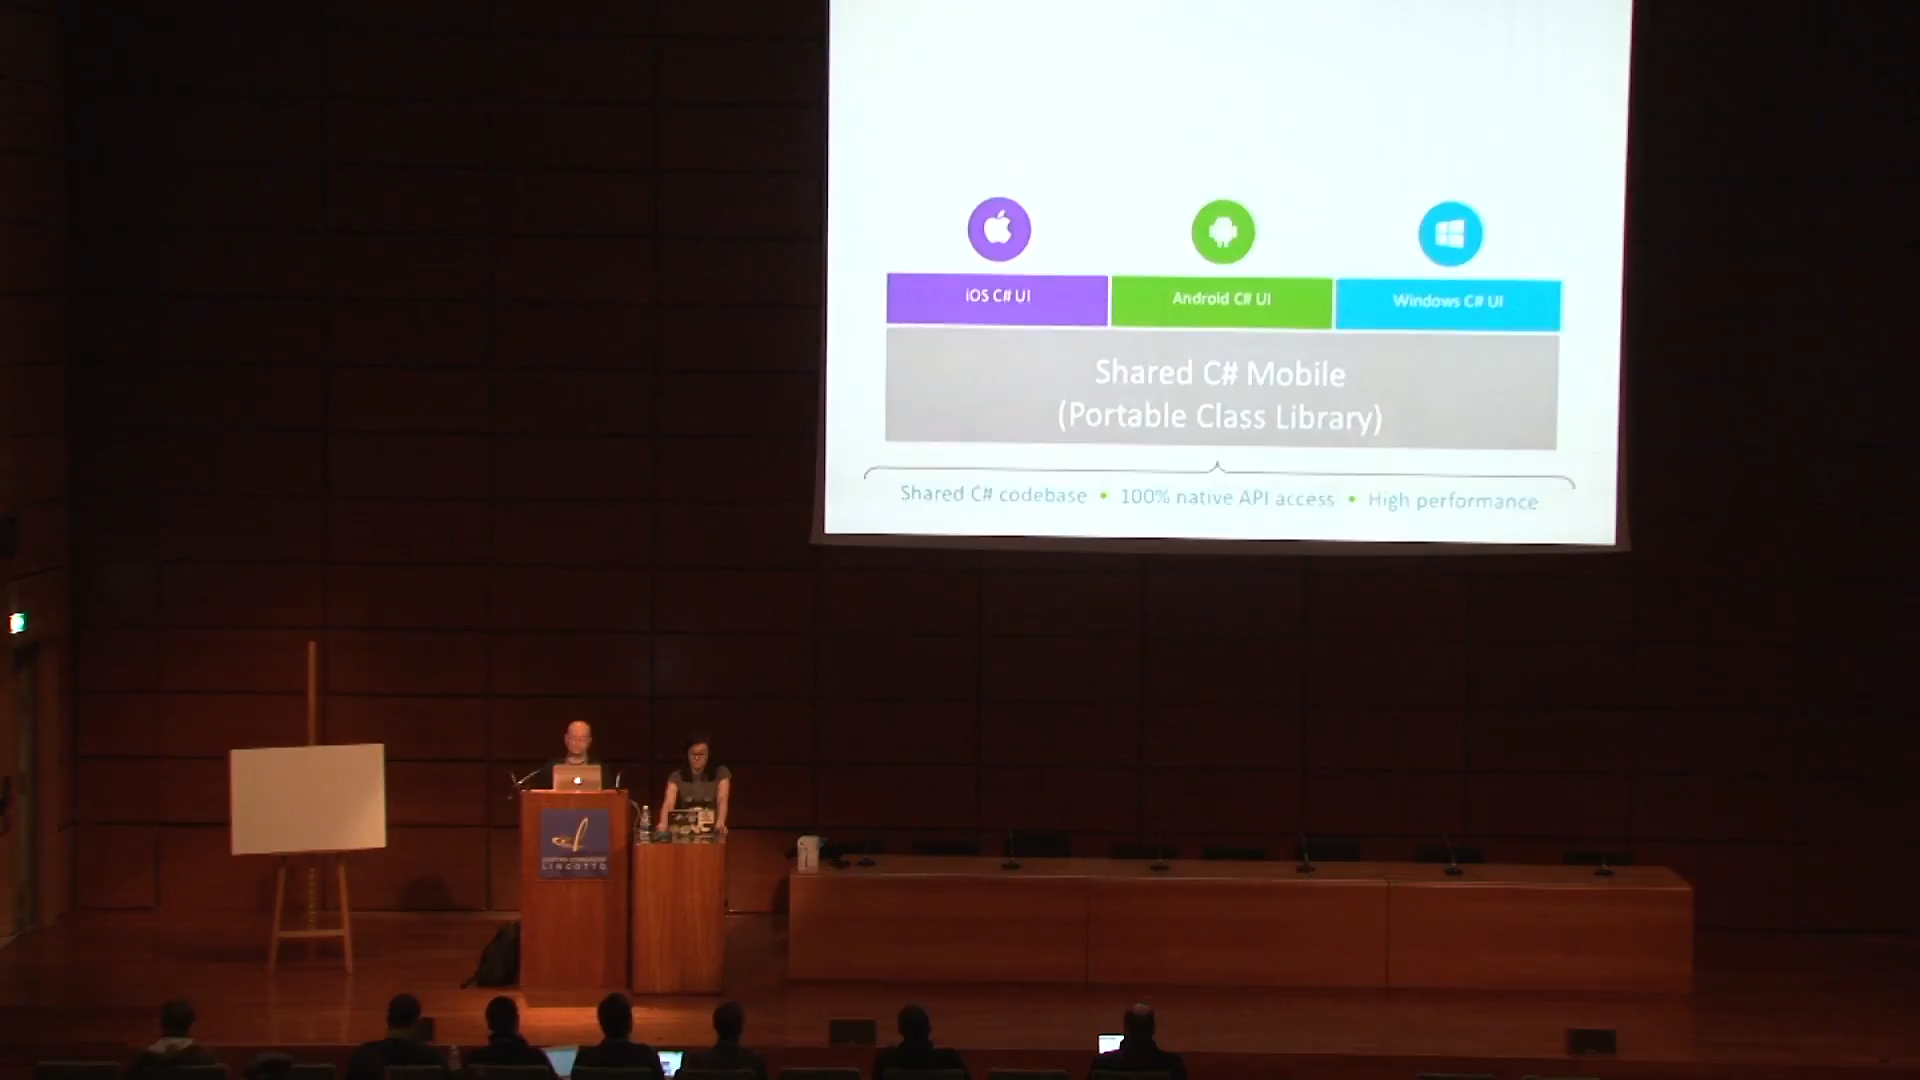 iOS C# UI
Android C# UI
Windows C# UI
Shared C# Mobile
(Portable Class Library)
Shared C# codebase • 100% native API access • High performance
LINGOTTO